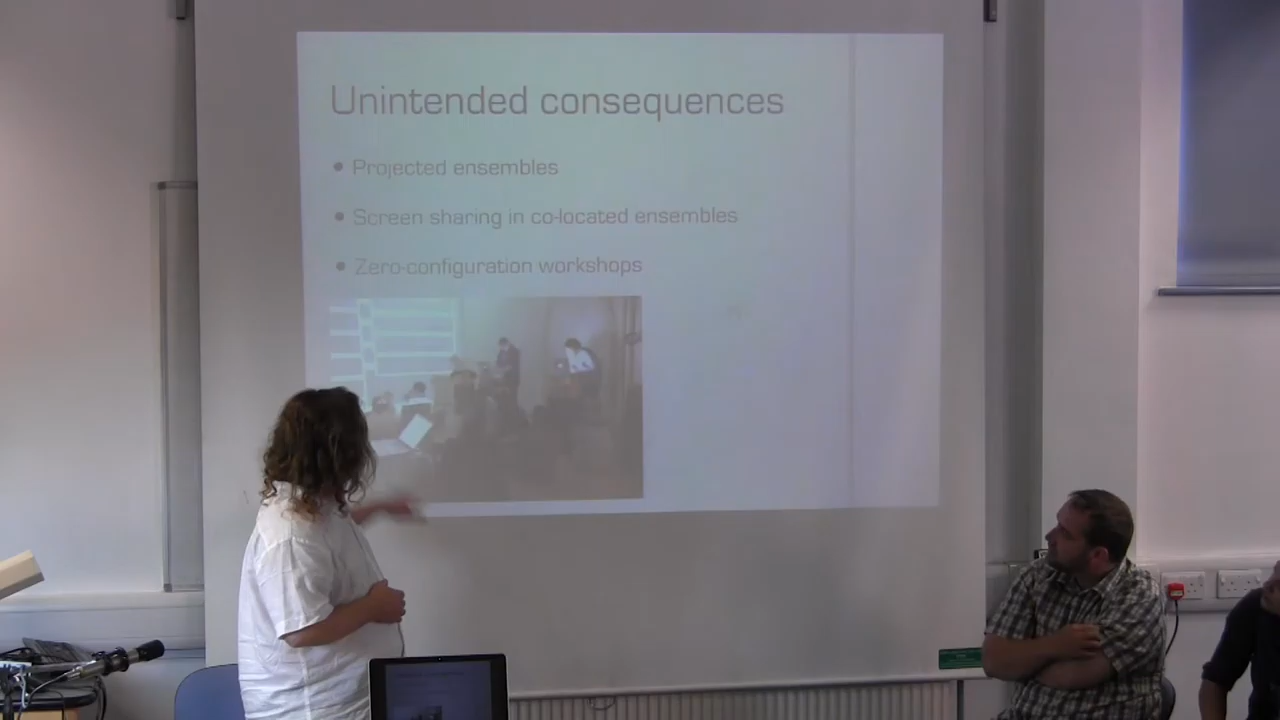 Unintended consequences
• Projected ensembles
• Screen sharing in co-located ensembles
• Zero-configuration workshops